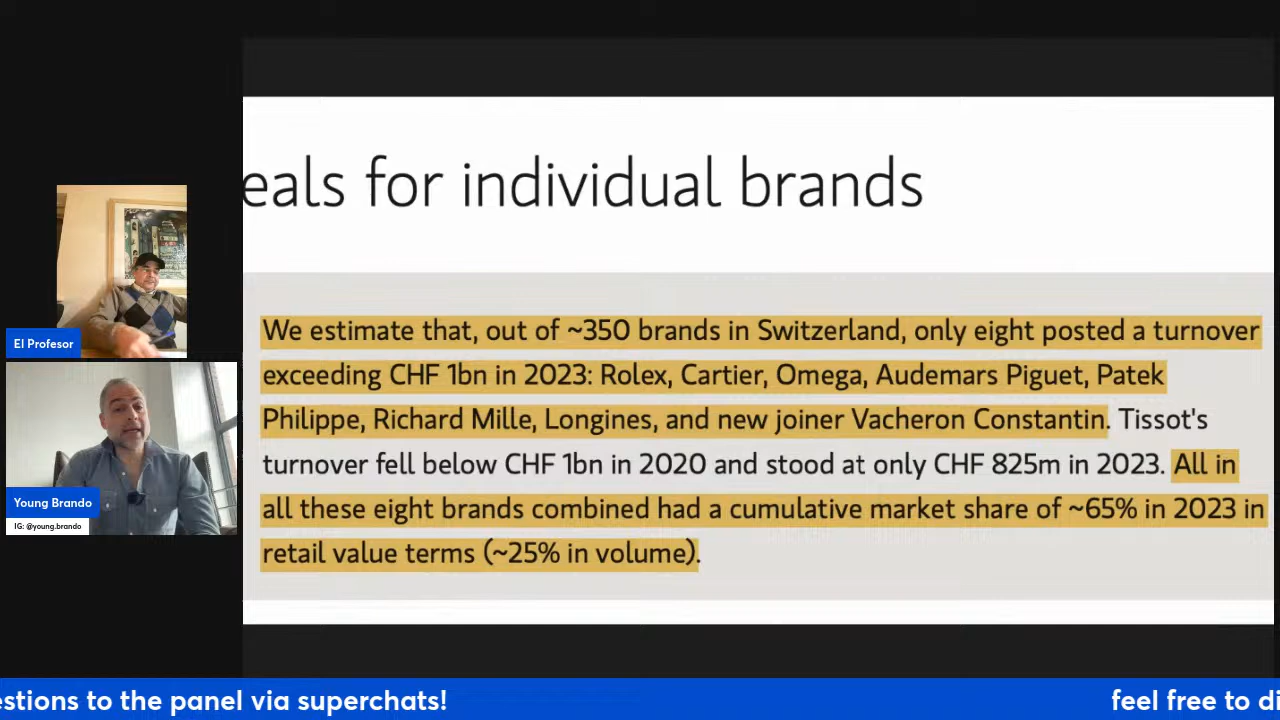 eals for individual brands
We estimate that, out of ~350 brands in Switzerland, only eight posted a turnover
exceeding CHF 1bn in 2023: Rolex, Cartier, Omega, Audemars Piguet, Patek
Philippe, Richard Mille, Longines, and new joiner Vacheron Constantin. Tissot's
turnover fell below CHF 1bn in 2020 and stood at only CHF 825m in 2023. All in
all these eight brands combined had a cumulative market share of ~65% in 2023 in
retail value terms (~25% in volume).
El Profesor
Young Brando
IG: @young.brando
estions to the panel via superchats!
feel free to di